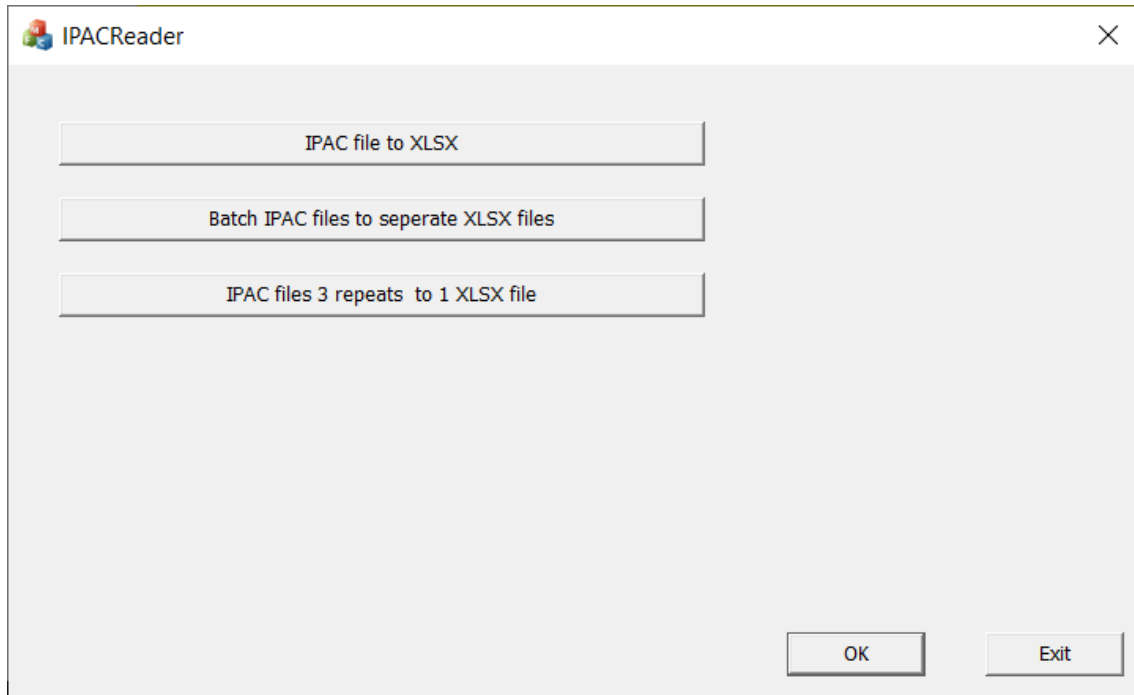 IPACReader
IPAC file to XLSX
Batch IPAC files to seperate XLSX files
IPAC files 3 repeats  to 1 XLSX file
OK
Exit